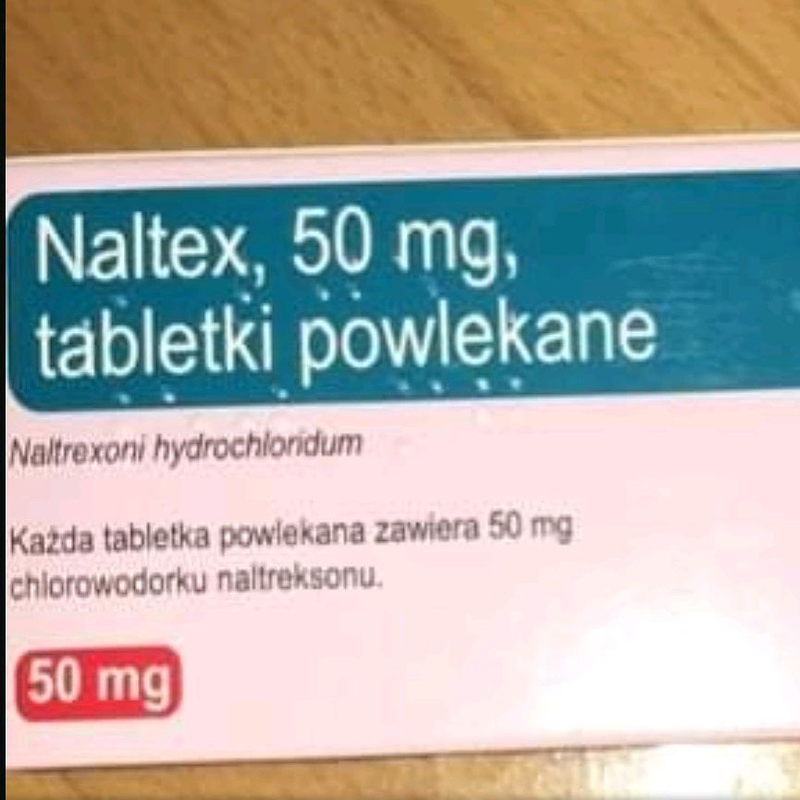 Naltex, 50 mg,
tabletki powlekane
Naltrexoni hydrochloridum
Każda tabletka powlekana zawiera 50 mg
chlorowodorku naltreksonu.
50 mg